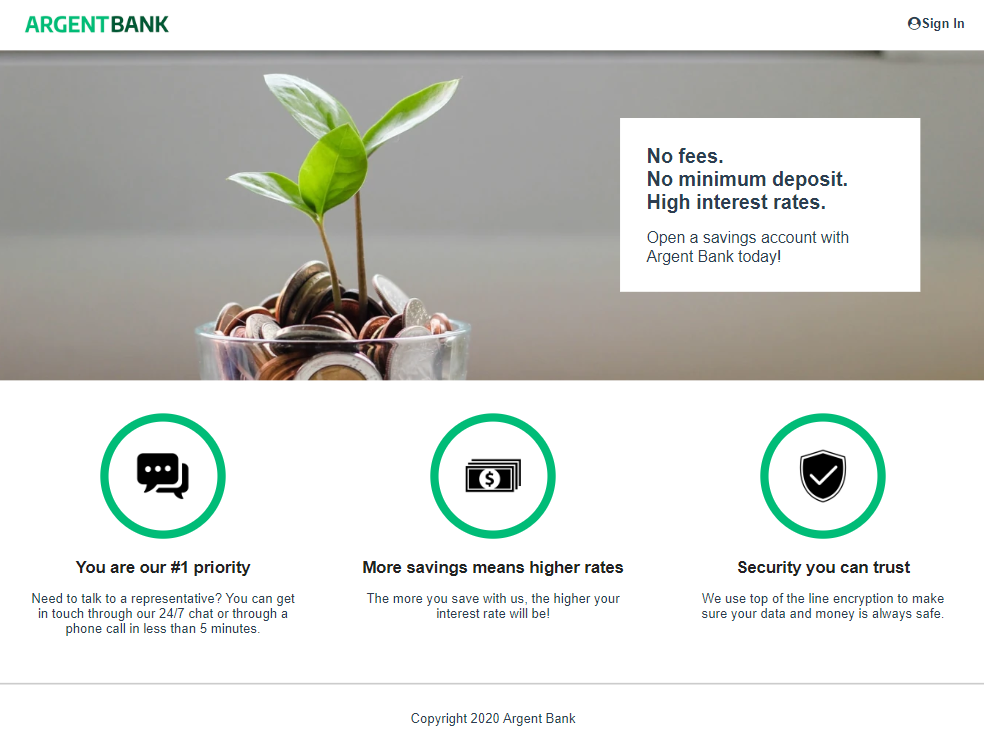 ARGENTBANK
Sign In
No fees.
No minimum deposit.
High interest rates.
Open a savings account with
Argent Bank today!
You are our #1 priority
Need to talk to a representative? You can get
in touch through our 24/7 chat or through a
phone call in less than 5 minutes.
More savings means higher rates
The more you save with us, the higher your
interest rate will be!
Security you can trust
We use top of the line encryption to make
sure your data and money is always safe.
Copyright 2020 Argent Bank